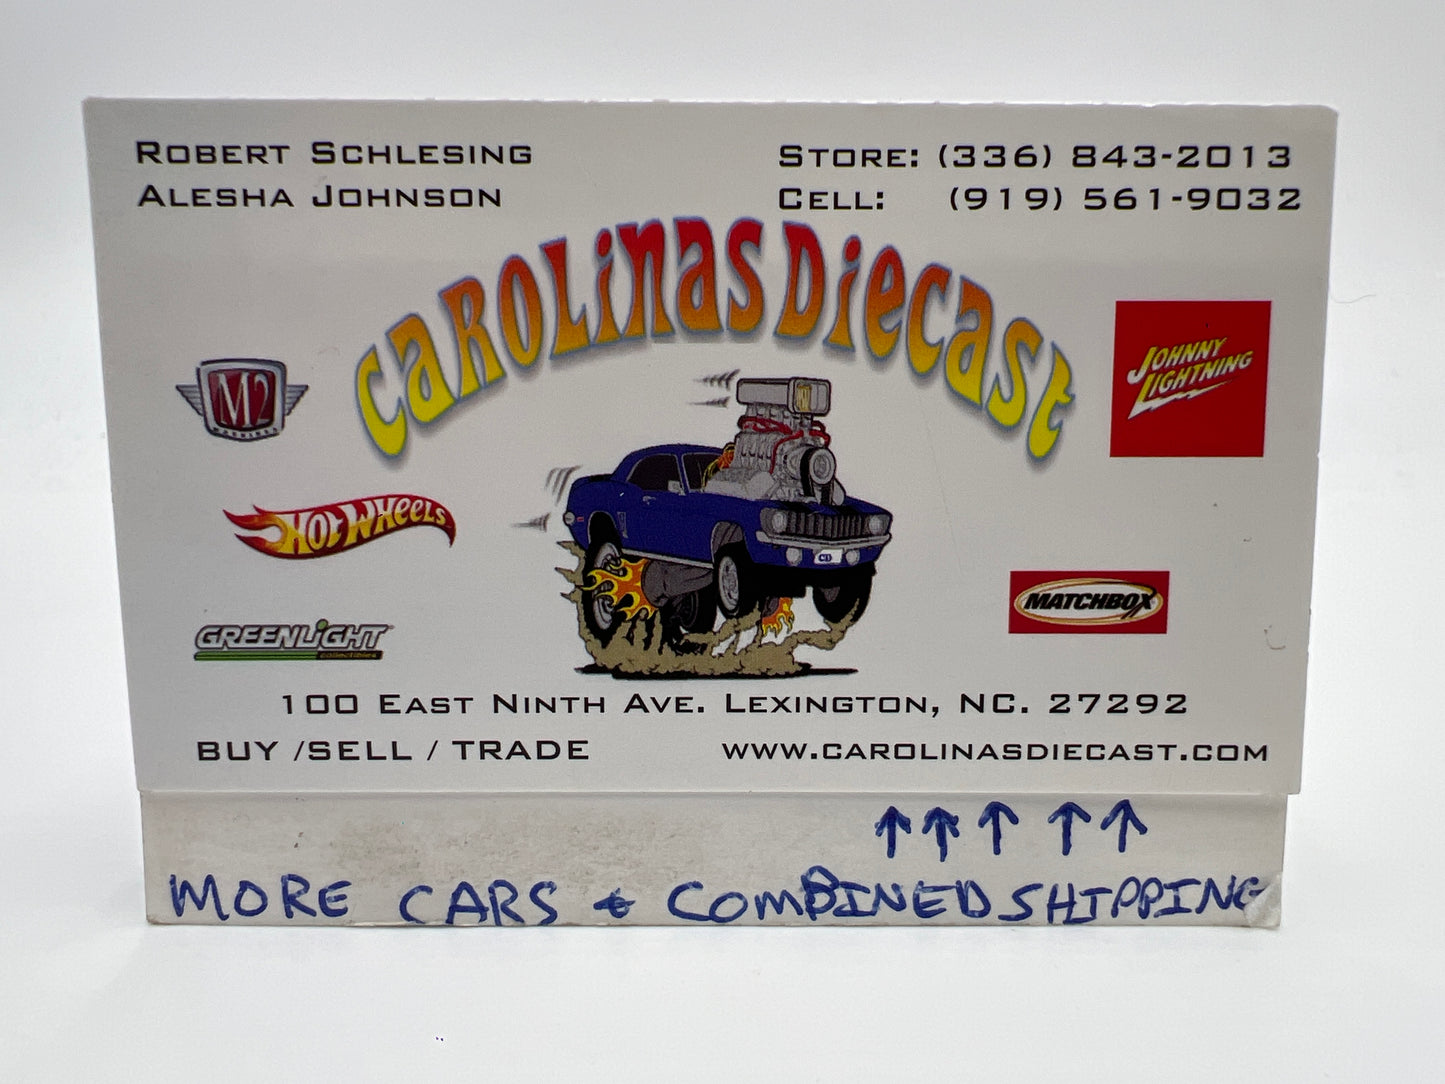 ROBERT SCHLESING
ALESHA JOHNSON
STORE: (336) 843-2013
CELL: (919) 561-9032
CAROLINAS DIECAST
M2
MACHINES
JOHNNY
LIGHTNING
HOT WHEELS
MATCHBOX
GREENLIGHT
collectibles
100 EAST NINTH AVE. LEXINGTON, NC. 27292
BUY /SELL / TRADE
WWW.CAROLINASDIECAST.COM
↑↑↑↑↑
MORE CARS & COMBINED SHIPPING